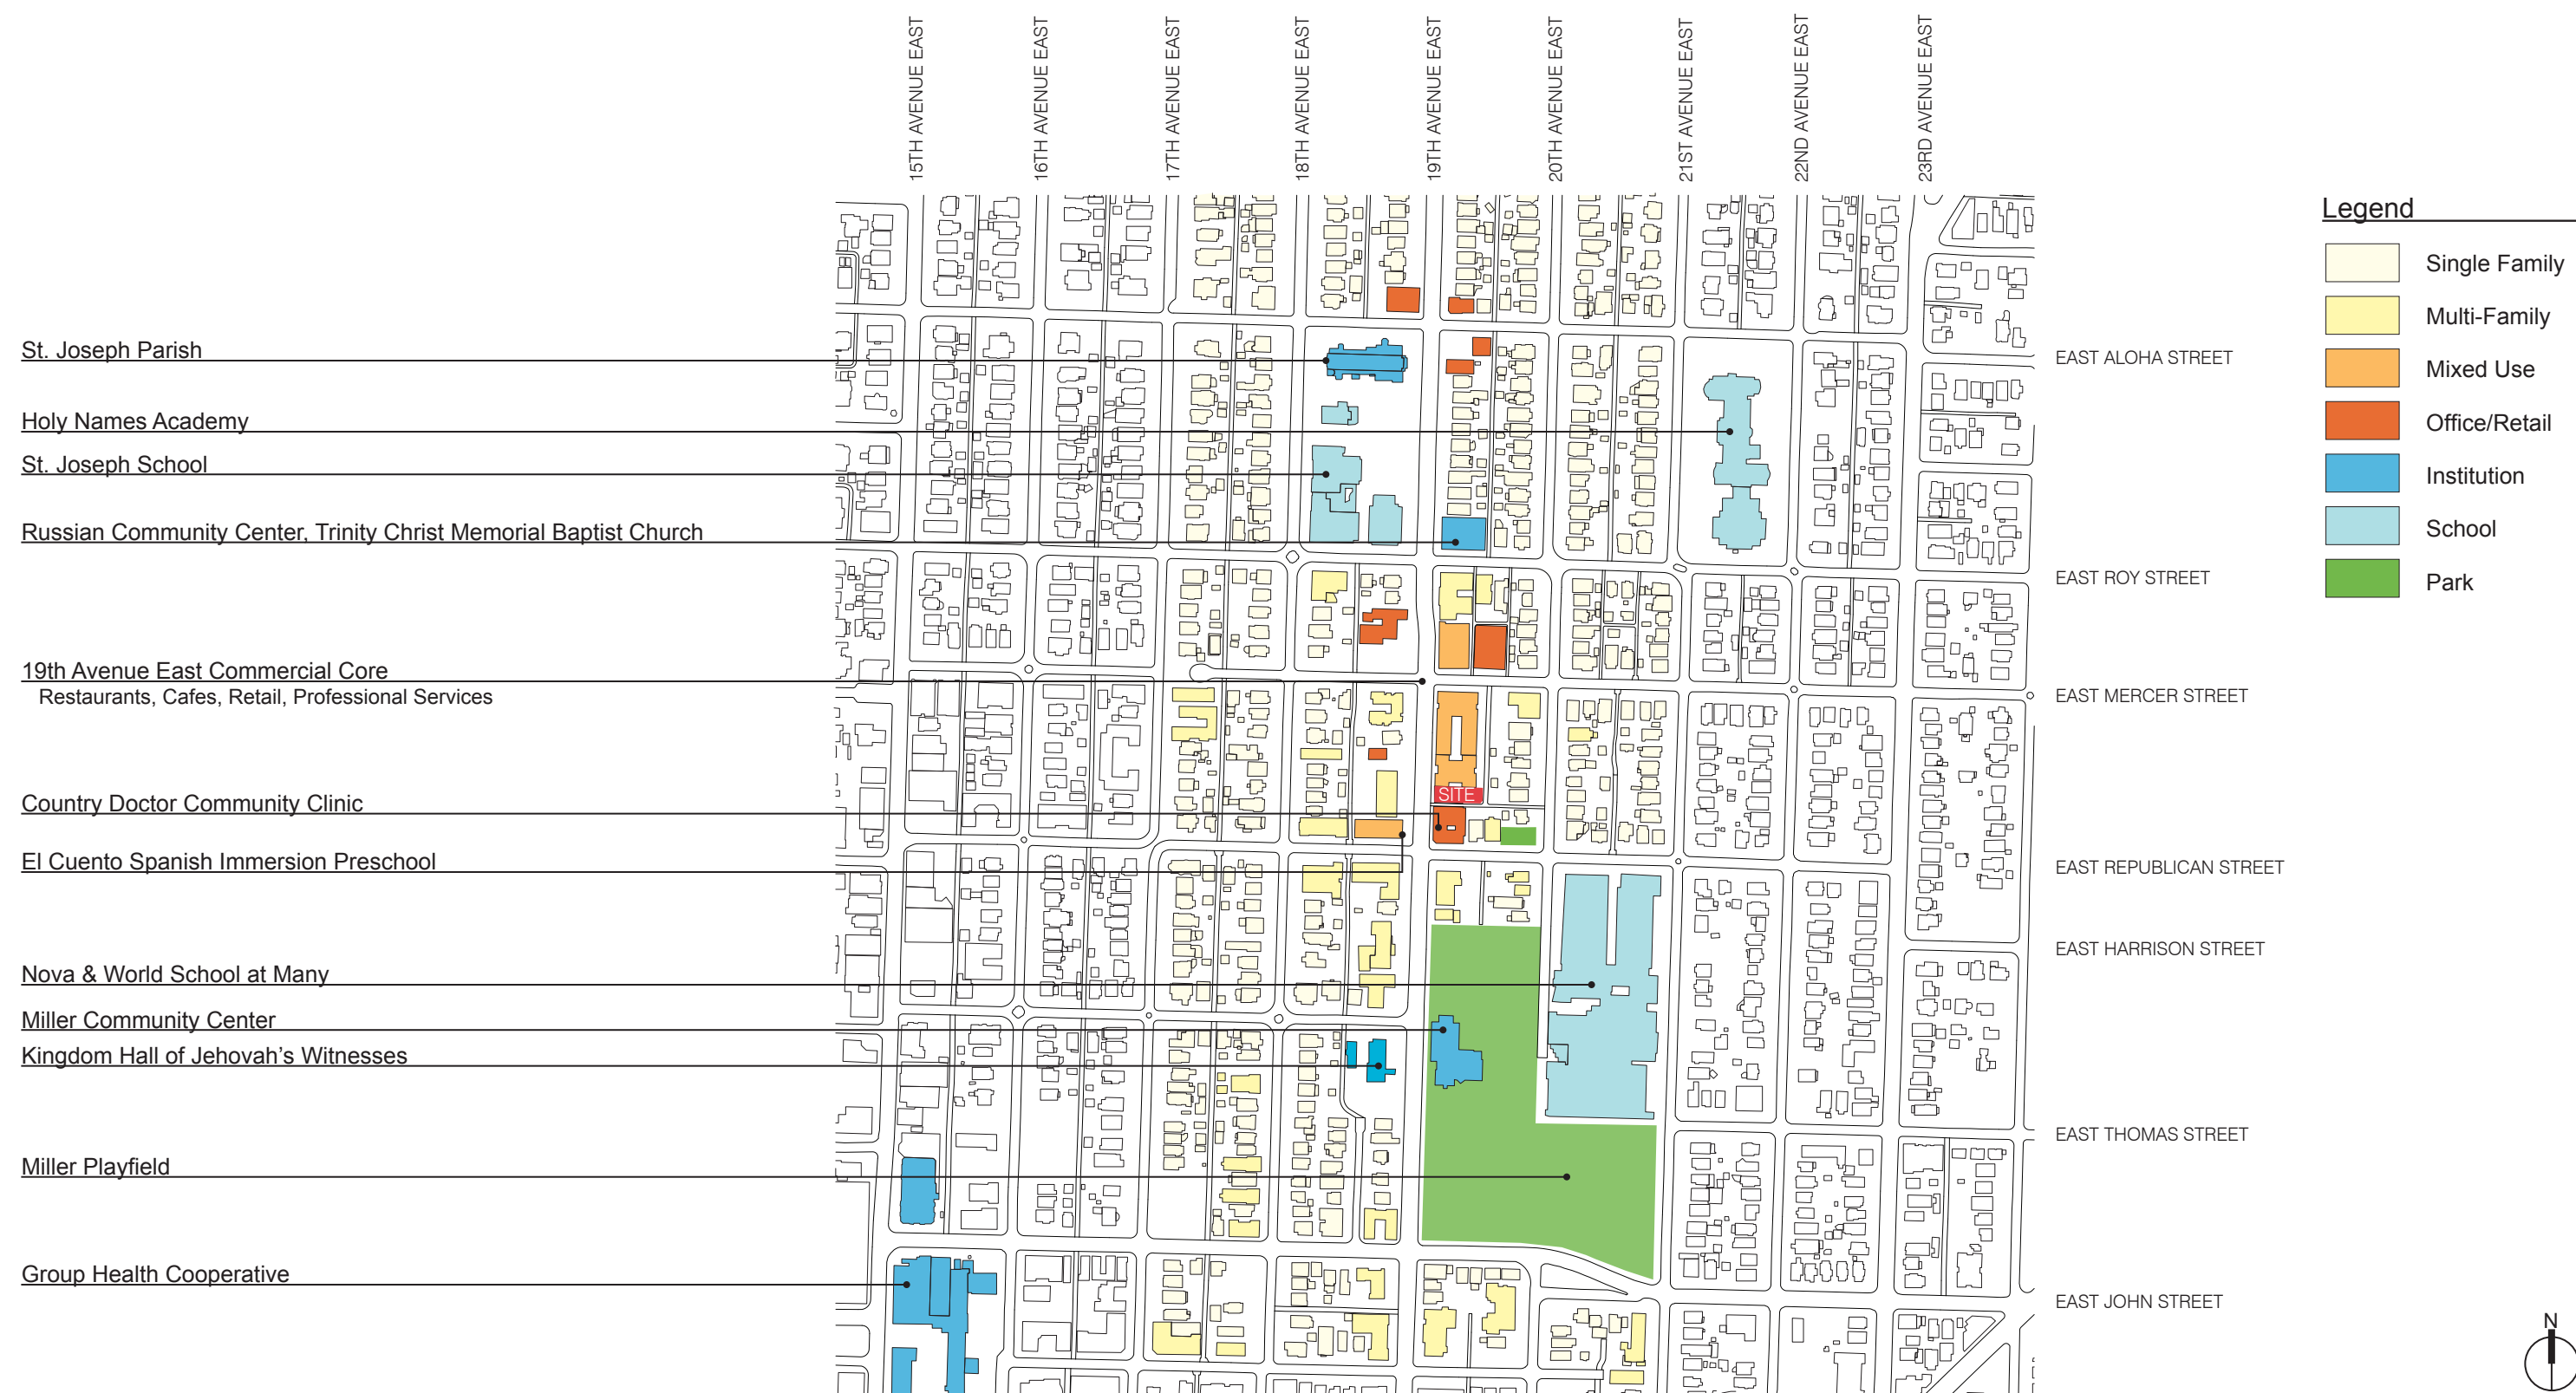 15TH AVENUE EAST
16TH AVENUE EAST
17TH AVENUE EAST
18TH AVENUE EAST
19TH AVENUE EAST
20TH AVENUE EAST
21ST AVENUE EAST
22ND AVENUE EAST
23RD AVENUE EAST
St. Joseph Parish
Holy Names Academy
St. Joseph School
Russian Community Center, Trinity Christ Memorial Baptist Church
19th Avenue East Commercial Core
Restaurants, Cafes, Retail, Professional Services
Country Doctor Community Clinic
El Cuento Spanish Immersion Preschool
Nova & World School at Many
Miller Community Center
Kingdom Hall of Jehovah's Witnesses
Miller Playfield
Group Health Cooperative
SITE
EAST ALOHA STREET
EAST ROY STREET
EAST MERCER STREET
EAST REPUBLICAN STREET
EAST HARRISON STREET
EAST THOMAS STREET
EAST JOHN STREET
Legend
Single Family
Multi-Family
Mixed Use
Office/Retail
Institution
School
Park
N